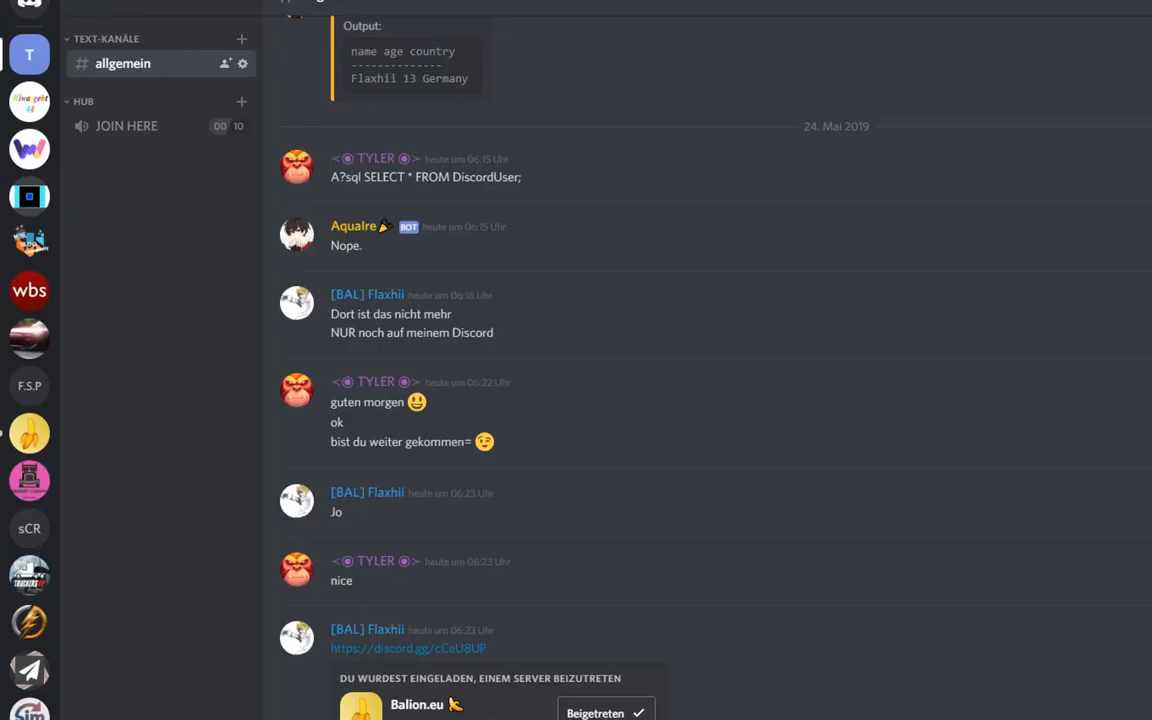 Output:
name age country
--------------
Flaxhii 13 Germany
TEXT-KANÄLE
allgemein
HUB
JOIN HERE
00 10
T
wbs
F.S.P
sCR
24. Mai 2019
≺◉ TYLER ◉≻ heute um 06:15 Uhr
A?sql SELECT * FROM DiscordUser;
Aqualre BOT heute um 06:15 Uhr
Nope.
[BAL] Flaxhii heute um 06:16 Uhr
Dort ist das nicht mehr
NUR noch auf meinem Discord
≺◉ TYLER ◉≻ heute um 06:22 Uhr
guten morgen 😃
ok
bist du weiter gekommen= 😉
[BAL] Flaxhii heute um 06:23 Uhr
Jo
≺◉ TYLER ◉≻ heute um 06:23 Uhr
nice
[BAL] Flaxhii heute um 06:23 Uhr
https://discord.gg/cCeU8UP
DU WURDEST EINGELADEN, EINEM SERVER BEIZUTRETEN
Balion.eu 🍌
Beigetreten ✓